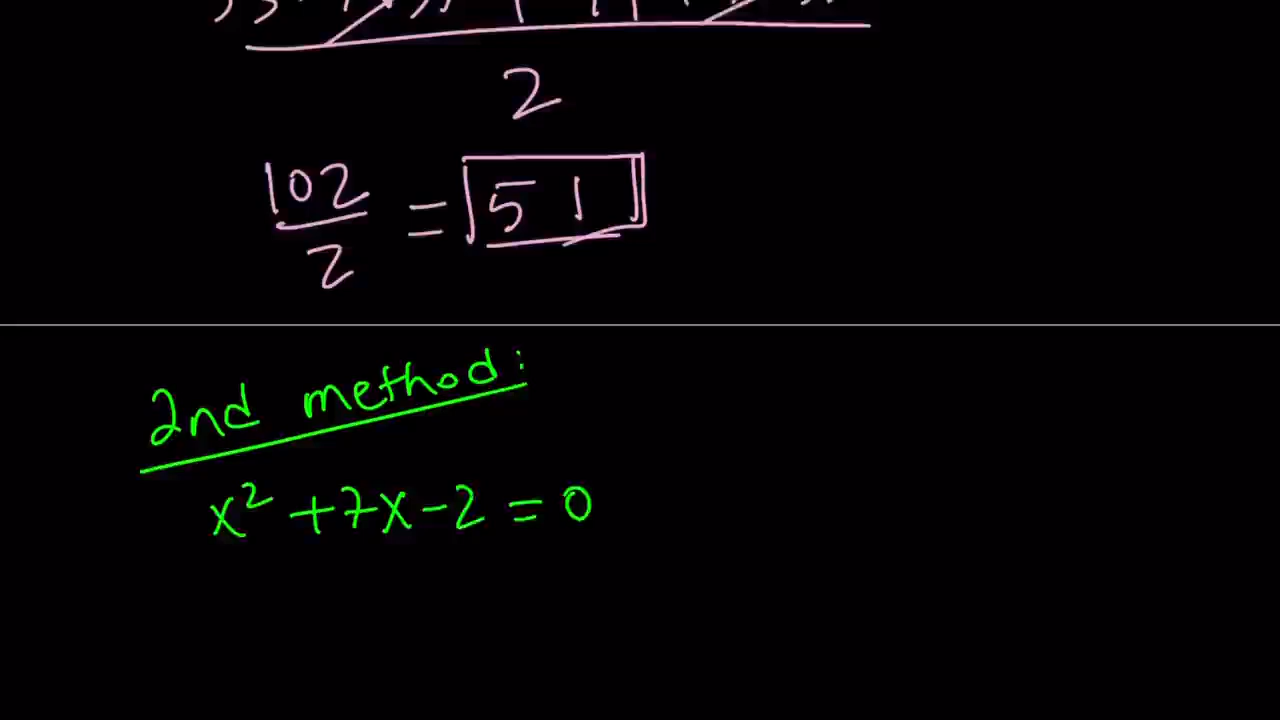 2
102/2 = 51
2nd method:
x² + 7x - 2 = 0